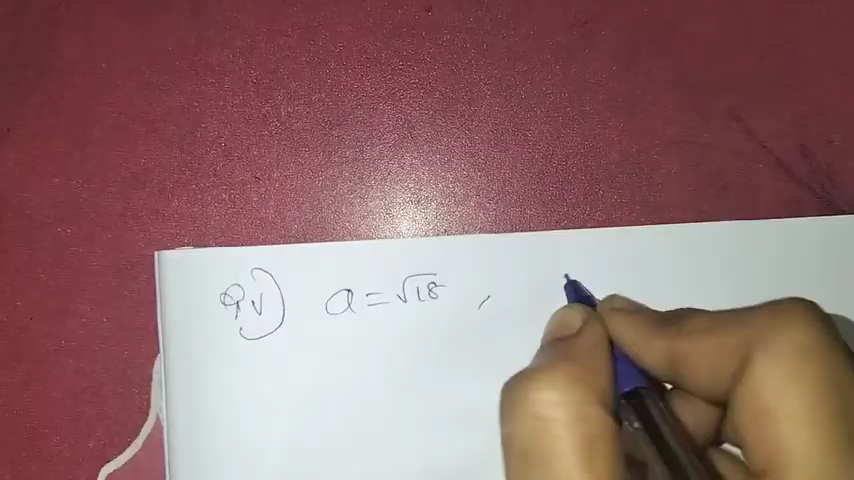 iv) a = √18 ,